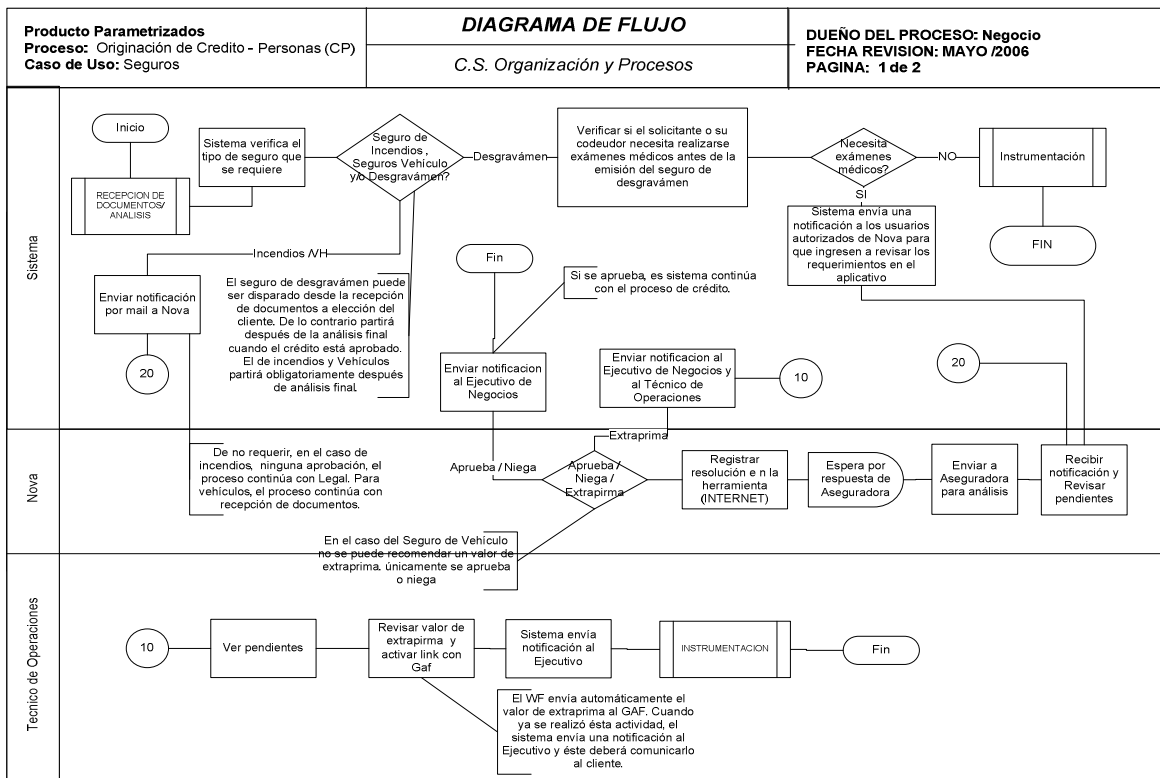 Producto Parametrizados
Proceso: Originación de Credito - Personas (CP)
Caso de Uso: Seguros
DIAGRAMA DE FLUJO
C.S. Organización y Procesos
DUEÑO DEL PROCESO: Negocio
FECHA REVISION: MAYO /2006
PAGINA: 1 de 2
Sistema
Inicio
RECEPCION DE
DOCUMENTOS/
ANALISIS
Sistema verifica el
tipo de seguro que
se requiere
Seguro de
Incendios ,
Seguros Vehículo
y/o Desgravámen?
Desgravámen
Verificar si el solicitante o su
codeudor necesita realizarse
exámenes médicos antes de la
emisión del seguro de
desgravámen
Necesita
exámenes
médicos?
NO
Instrumentación
FIN
SI
Sistema envía una
notificación a los usuarios
autorizados de Nova para
que ingresen a revisar los
requerimientos en el
aplicativo
Incendios /VH
Enviar notificación
por mail a Nova
20
El seguro de desgravámen puede
ser disparado desde la recepción
de documentos a elección del
cliente. De lo contrario partirá
después de la análisis final
cuando el crédito está aprobado.
El de incendios y Vehículos
partirá obligatoriamente después
de análisis final.
Fin
Si se aprueba, es sistema continúa
con el proceso de crédito.
Enviar notificacion
al Ejecutivo de
Negocios
Enviar notificacion al
Ejecutivo de Negocios y
al Técnico de
Operaciones
10
20
Nova
De no requerir, en el caso de
incendios, ninguna aprobación, el
proceso continúa con Legal. Para
vehículos, el proceso continúa con
recepción de documentos.
Aprueba / Niega
Extraprima
Aprueba /
Niega /
Extrapirma
Registrar
resolución e n la
herramienta
(INTERNET)
Espera por
respuesta de
Aseguradora
Enviar a
Aseguradora
para análisis
Recibir
notificación y
Revisar
pendientes
En el caso del Seguro de Vehículo
no se puede recomendar un valor de
extraprima, únicamente se aprueba
o niega
Tecnico de Operaciones
10
Ver pendientes
Revisar valor de
extrapirma y
activar link con
Gaf
Sistema envía
notificación al
Ejecutivo
INSTRUMENTACION
Fin
El WF envía automáticamente el
valor de extraprima al GAF. Cuando
ya se realizó ésta actividad, el
sistema envía una notificación al
Ejecutivo y éste deberá comunicarlo
al cliente.